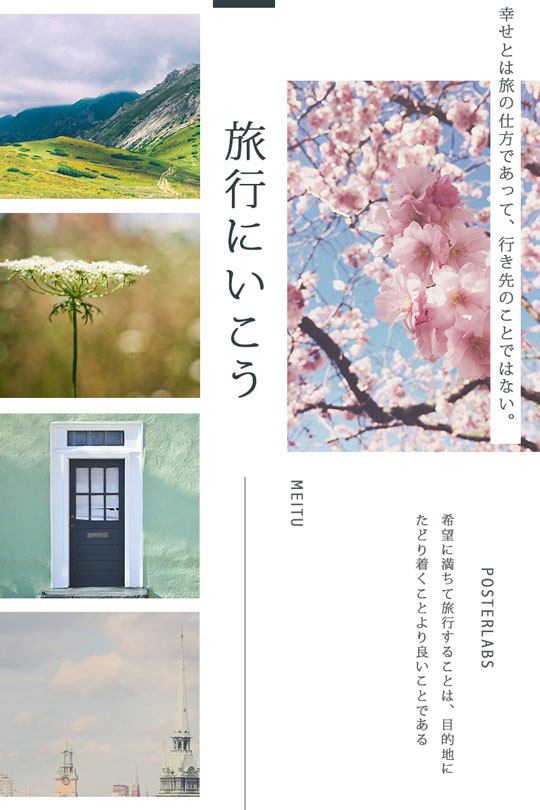 幸せとは旅の仕方であって、行き先のことではない。
旅行にいこう
MEITU
POSTERLABS
希望に満ちて旅行することは、目的地に
たどり着くことより良いことである